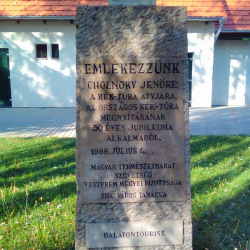 EMLÉKEZZÜNK
CHOLNOKY JENŐRE:
A KÉK-TÚRA ATYJÁRA,
AZ ORSZÁGOS KÉK-TÚRA
MEGNYITÁSÁNAK
50 ÉVES JUBILEUMA
ALKALMÁBÓL,
1988. JÚLIUS 4.
MAGYAR TERMÉSZETBARÁT
SZÖVETSÉG
VESZPRÉM MEGYEI BIZOTTSÁGA
ZIRC VÁROS TANÁCSA
BALATONTOURIST